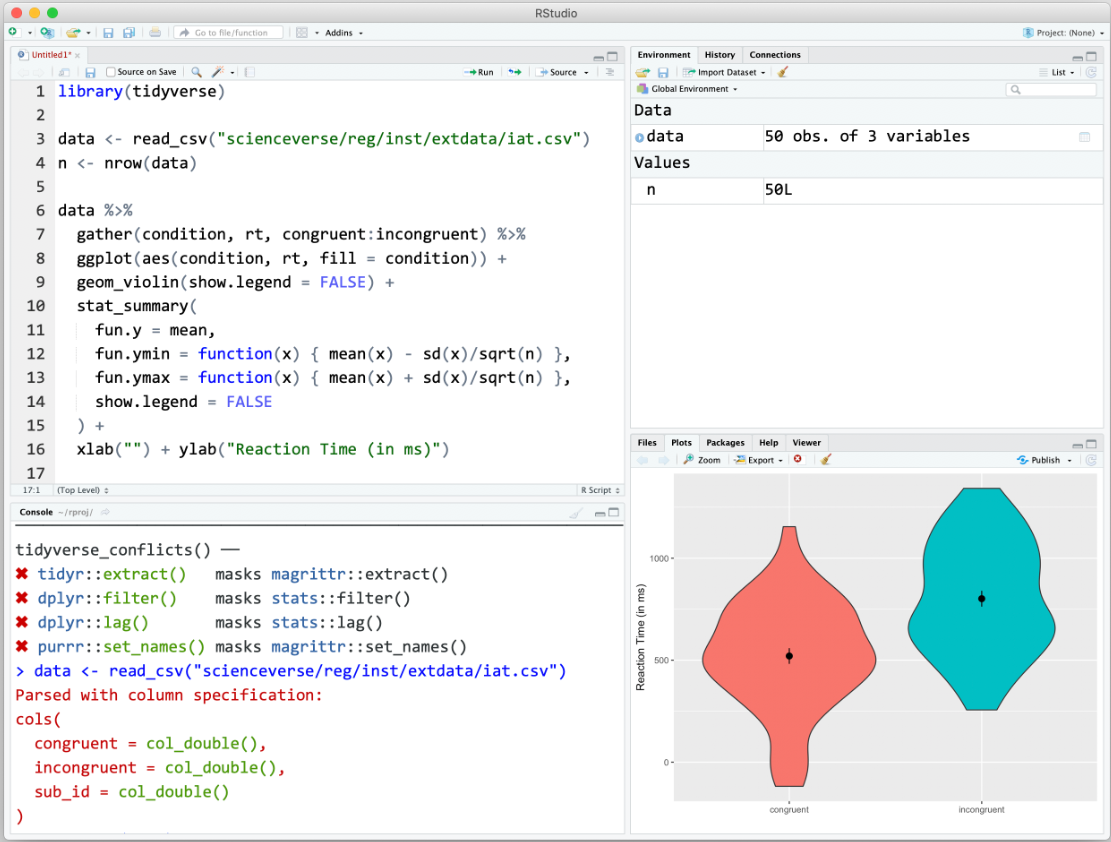 RStudio
Go to file/function
Addins
Project: (None)
Untitled1*
Source on Save
Run
Source
1 library(tidyverse)
2
3 data <- read_csv("scienceverse/reg/inst/extdata/iat.csv")
4 n <- nrow(data)
5
6 data %>%
7 gather(condition, rt, congruent:incongruent) %>%
8 ggplot(aes(condition, rt, fill = condition)) +
9 geom_violin(show.legend = FALSE) +
10 stat_summary(
11 fun.y = mean,
12 fun.ymin = function(x) { mean(x) - sd(x)/sqrt(n) },
13 fun.ymax = function(x) { mean(x) + sd(x)/sqrt(n) },
14 show.legend = FALSE
15 ) +
16 xlab("") + ylab("Reaction Time (in ms)")
17
17:1 (Top Level) R Script
Console ~/rproj/
tidyverse_conflicts() —
✖ tidyr::extract() masks magrittr::extract()
✖ dplyr::filter() masks stats::filter()
✖ dplyr::lag() masks stats::lag()
✖ purrr::set_names() masks magrittr::set_names()
> data <- read_csv("scienceverse/reg/inst/extdata/iat.csv")
Parsed with column specification:
cols(
congruent = col_double(),
incongruent = col_double(),
sub_id = col_double()
)
Environment History Connections
Import Dataset
List
Global Environment
Data
data 50 obs. of 3 variables
Values
n 50L
Files Plots Packages Help Viewer
Zoom Export Publish
Reaction Time (in ms)
1000
500
0
congruent incongruent